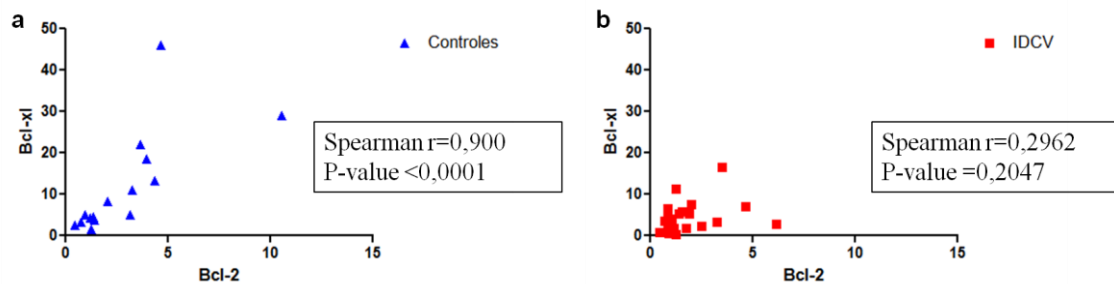 a
50
40
30
20
10
0
Bcl-xl
0
5
10
15
Bcl-2
Controles
Spearman r=0,900
P-value <0,0001
b
50
40
30
20
10
0
Bcl-xl
0
5
10
15
Bcl-2
IDCV
Spearman r=0,2962
P-value =0,2047